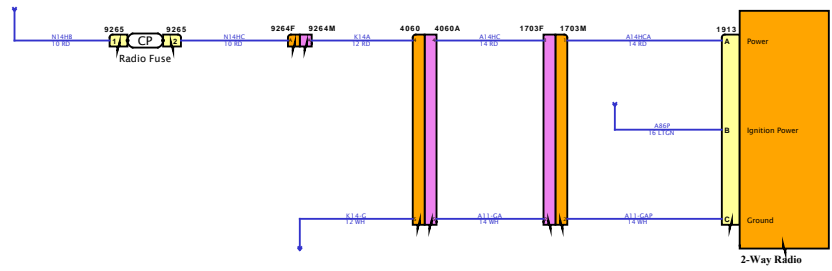 9265 9265 9264F 9264M 4060 4060A 1703F 1703M 1913
N14H8 1 CP 2 N14HC K14A A14HC A14HCA A Power
10 RD 10 RD 12 RD 14 RD 14 RD
Radio Fuse
A86P B Ignition Power
16 LTGN
K14-G A11-GA A11-GAP C Ground
12 WH 14 WH 14 WH
2-Way Radio